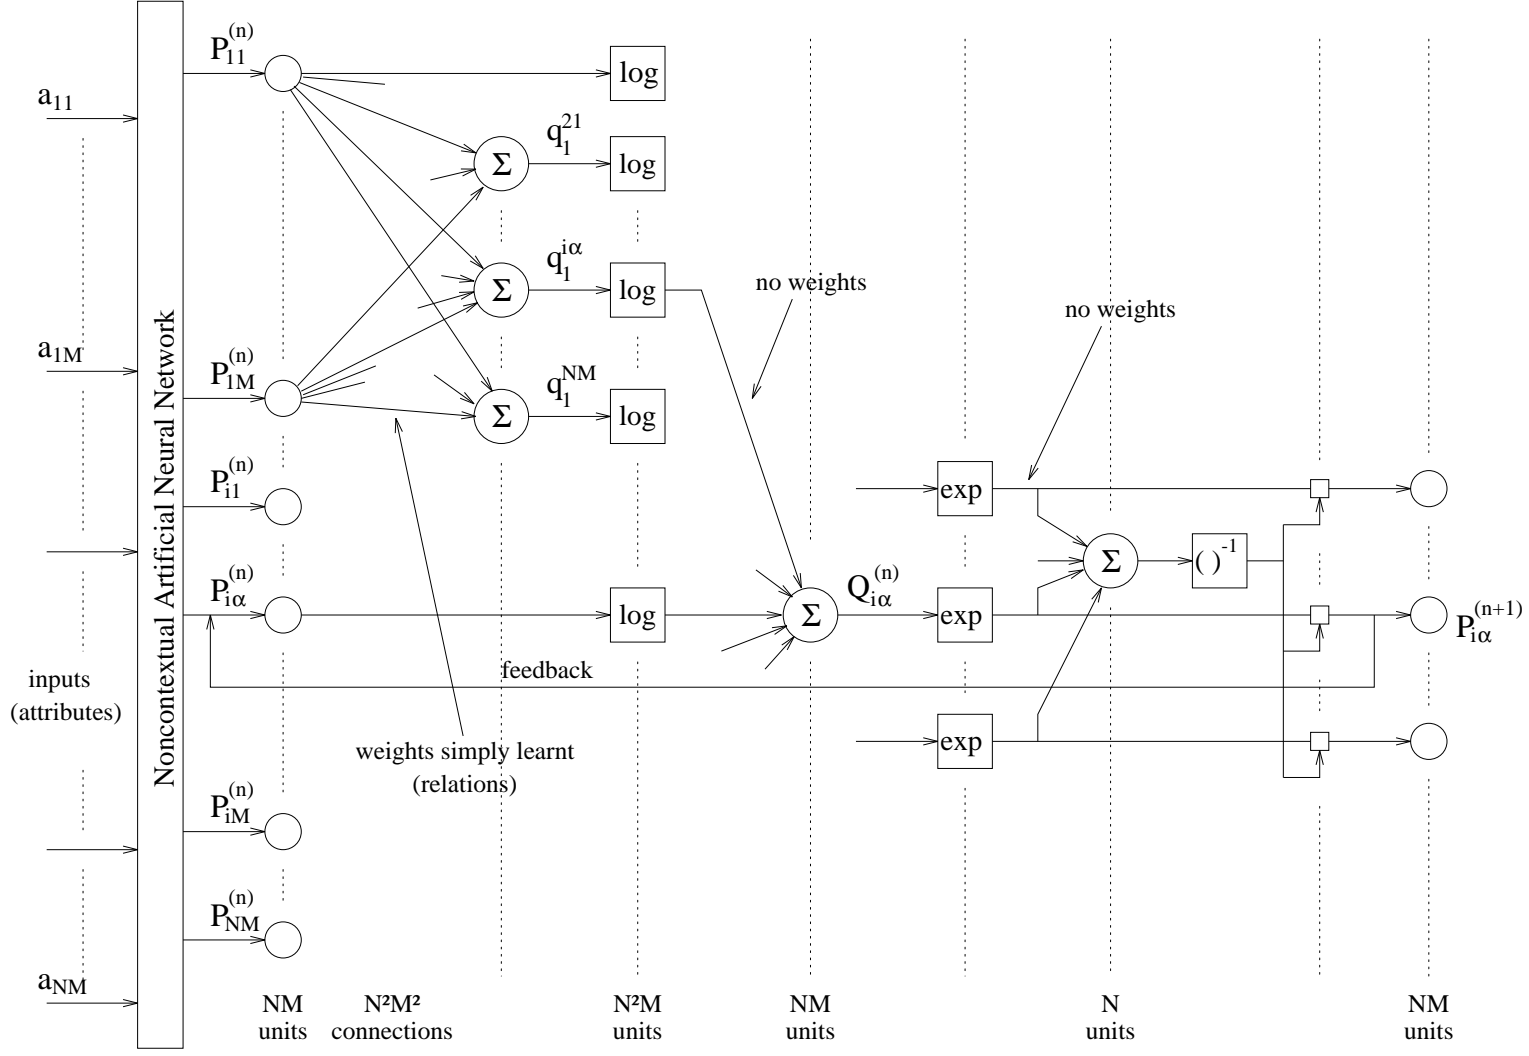 P11(n)
log
a11
q1 21
Σ
log
q1 iα
Σ
log
no weights
no weights
a1M
P1M(n)
q1 NM
Σ
log
Noncontextual Artificial Neural Network
Pi1(n)
exp
Σ
( )-1
Piα(n)
log
Σ
Qiα(n)
exp
Piα(n+1)
feedback
inputs
(attributes)
exp
weights simply learnt
(relations)
PiM(n)
PNM(n)
aNM
NM
units
N²M²
connections
N²M
units
NM
units
N
units
NM
units